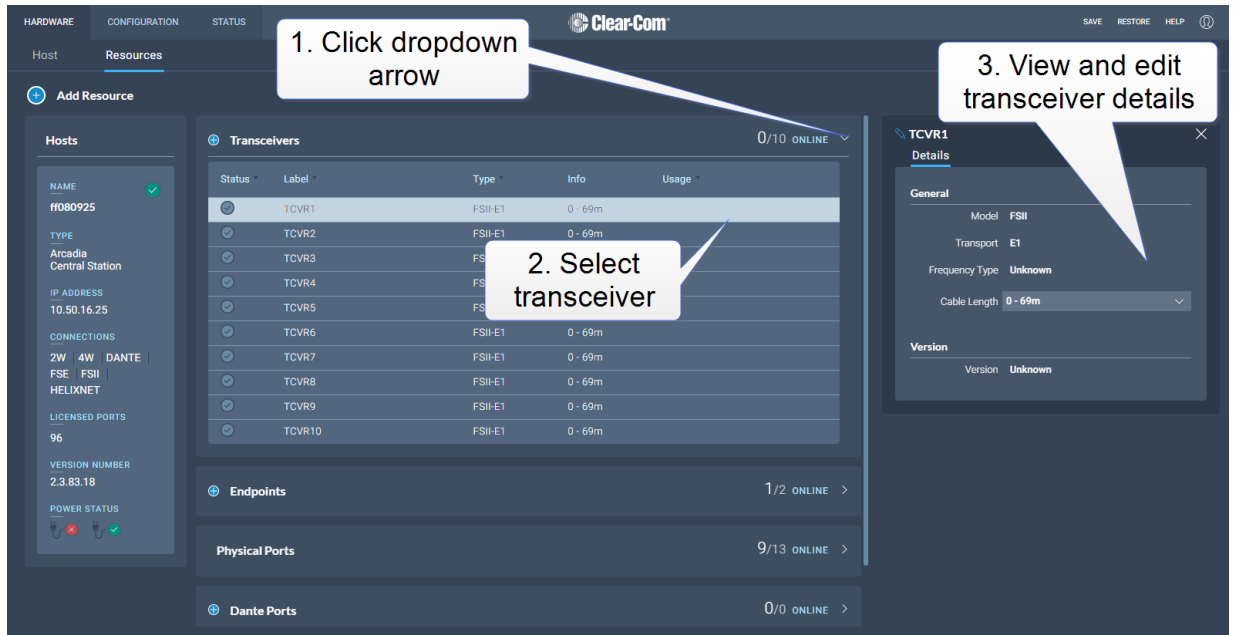 HARDWARE CONFIGURATION STATUS Clear-Com SAVE RESTORE HELP
Host Resources
1. Click dropdown
arrow
3. View and edit
transceiver details
Add Resource
Hosts
NAME
ff080925
TYPE
Arcadia
Central Station
IP ADDRESS
10.50.16.25
CONNECTIONS
2W 4W DANTE
FSE FSII
HELIXNET
LICENSED PORTS
96
VERSION NUMBER
2.3.83.18
POWER STATUS
Transceivers 0/10 ONLINE
Status Label Type Info Usage
TCVR1 FSII-E1 0 - 69m
TCVR2 FSII-E1 0 - 69m
TCVR3 FS
TCVR4 FS
TCVR5 FS
TCVR6 FSII-E1 0 - 69m
TCVR7 FSII-E1 0 - 69m
TCVR8 FSII-E1 0 - 69m
TCVR9 FSII-E1 0 - 69m
TCVR10 FSII-E1 0 - 69m
2. Select
transceiver
Endpoints 1/2 ONLINE
Physical Ports 9/13 ONLINE
Dante Ports 0/0 ONLINE
TCVR1
Details
General
Model FSII
Transport E1
Frequency Type Unknown
Cable Length 0 - 69m
Version
Version Unknown